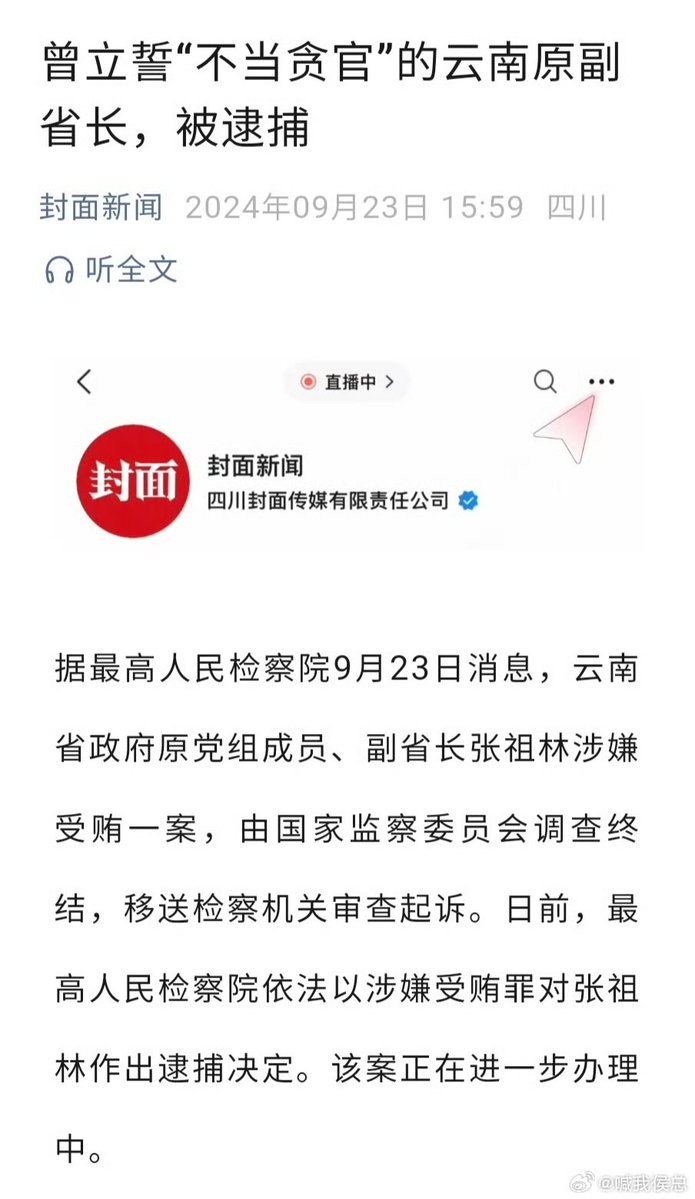 曾立誓“不当贪官”的云南原副
省长，被逮捕
封面新闻 2024年09月23日 15:59 四川
听全文
直播中
封面
封面新闻
四川封面传媒有限责任公司
据最高人民检察院9月23日消息，云南
省政府原党组成员、副省长张祖林涉嫌
受贿一案，由国家监察委员会调查终
结，移送检察机关审查起诉。日前，最
高人民检察院依法以涉嫌受贿罪对张祖
林作出逮捕决定。该案正在进一步办理
中。
@喊我侯总